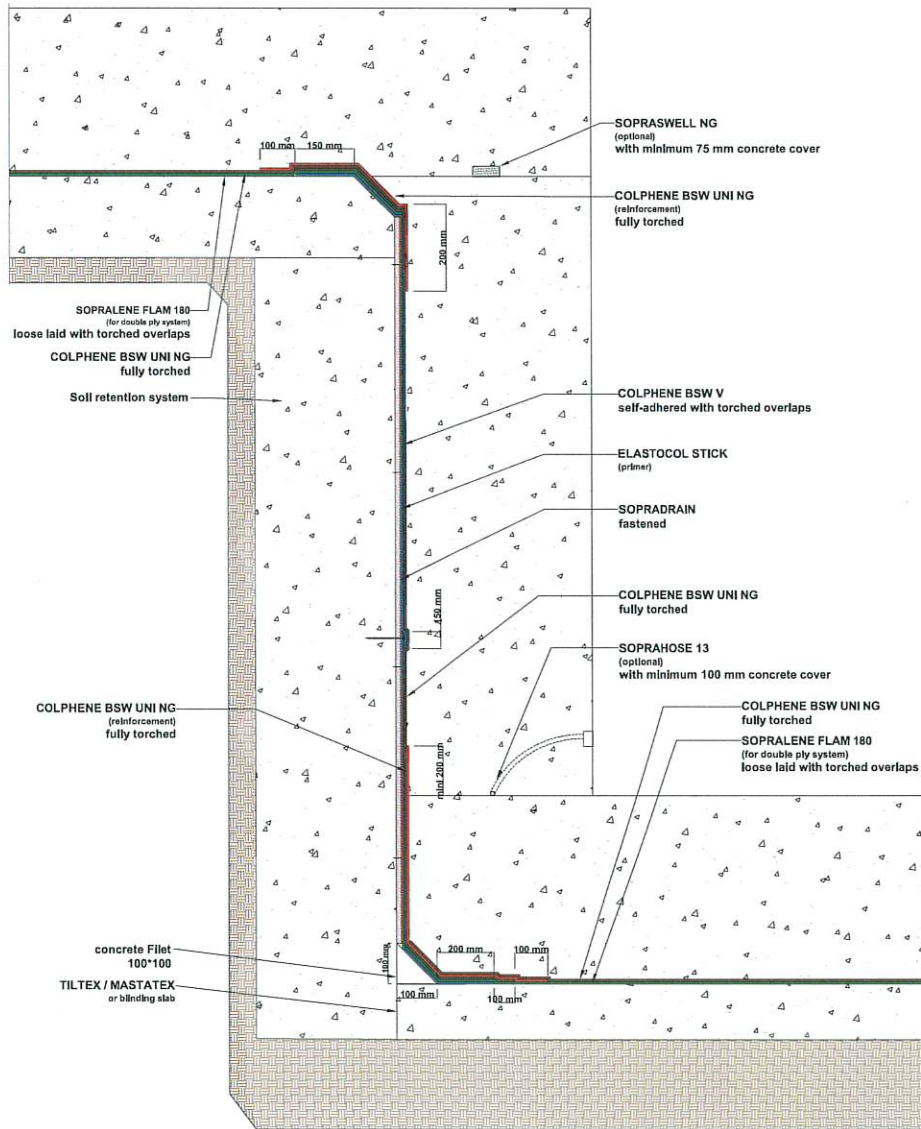 SOPRASWELL NG
(optional)
with minimum 75 mm concrete cover
100 mm
150 mm
COLPHENE BSW UNI NG
(reinforcement)
fully torched
200 mm
SOPRALENE FLAM 180
(for double ply system)
loose laid with torched overlaps
COLPHENE BSW UNI NG
fully torched
Soil retention system
COLPHENE BSW V
self-adhered with torched overlaps
ELASTOCOL STICK
(primer)
SOPRADRAIN
fastened
150 mm
COLPHENE BSW UNI NG
fully torched
SOPRAHOSE 13
(optional)
with minimum 100 mm concrete cover
COLPHENE BSW UNI NG
(reinforcement)
fully torched
mini 200 mm
COLPHENE BSW UNI NG
fully torched
SOPRALENE FLAM 180
(for double ply system)
loose laid with torched overlaps
concrete Filet
100*100
100 mm
200 mm
100 mm
TILTEX / MASTATEX
or blinding slab
100 mm
100 mm